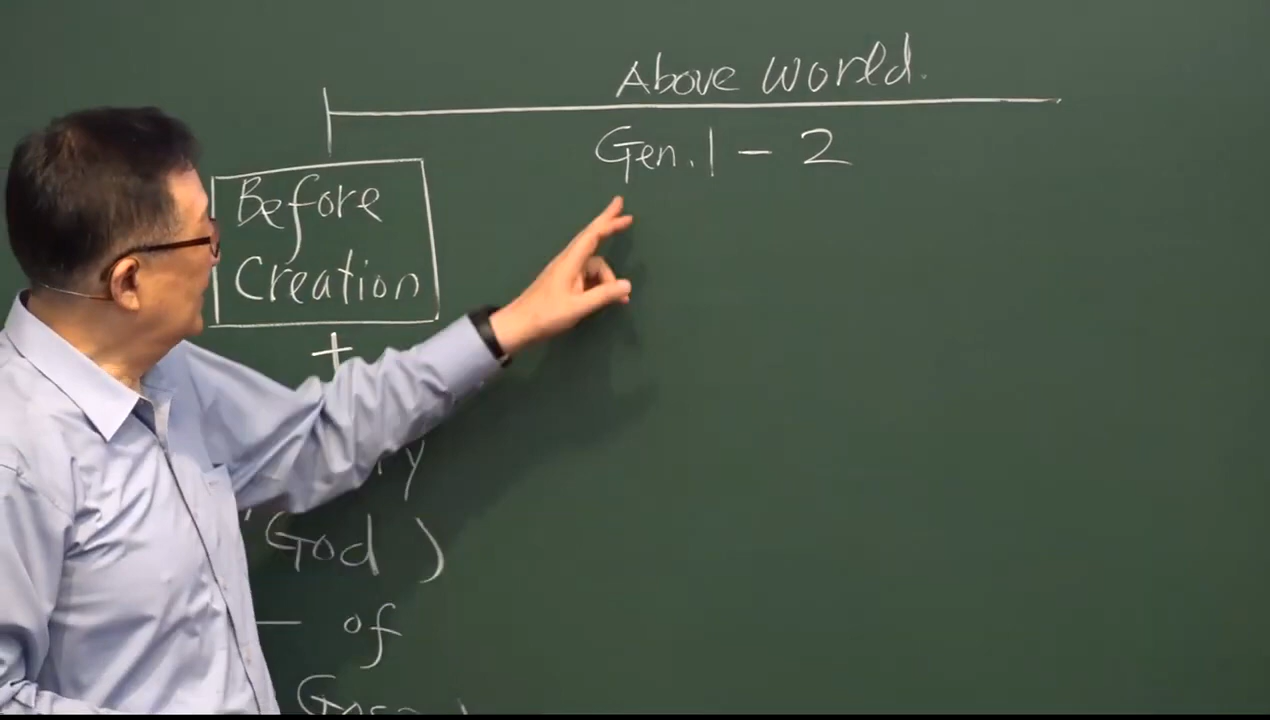 Above world.
Gen. 1 - 2
Before
Creation
God )
- of